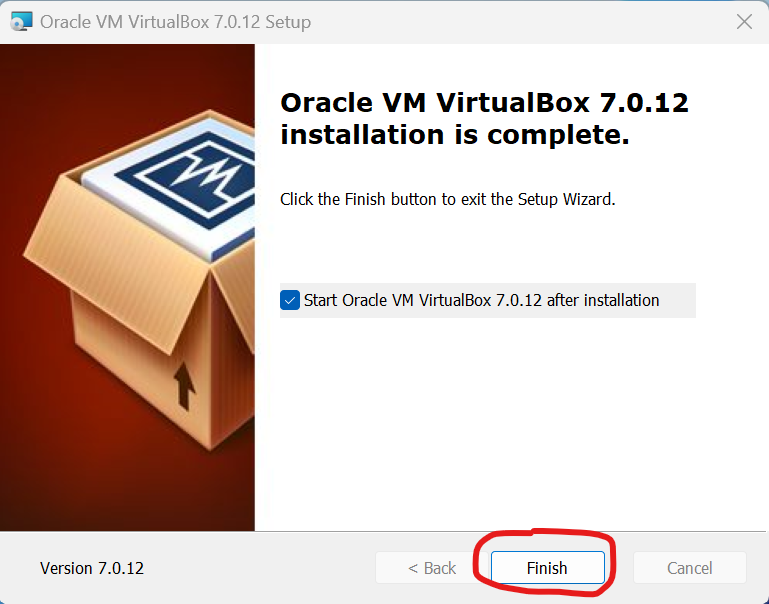 Oracle VM VirtualBox 7.0.12 Setup
Oracle VM VirtualBox 7.0.12
installation is complete.
Click the Finish button to exit the Setup Wizard.
Start Oracle VM VirtualBox 7.0.12 after installation
Version 7.0.12
< Back
Finish
Cancel